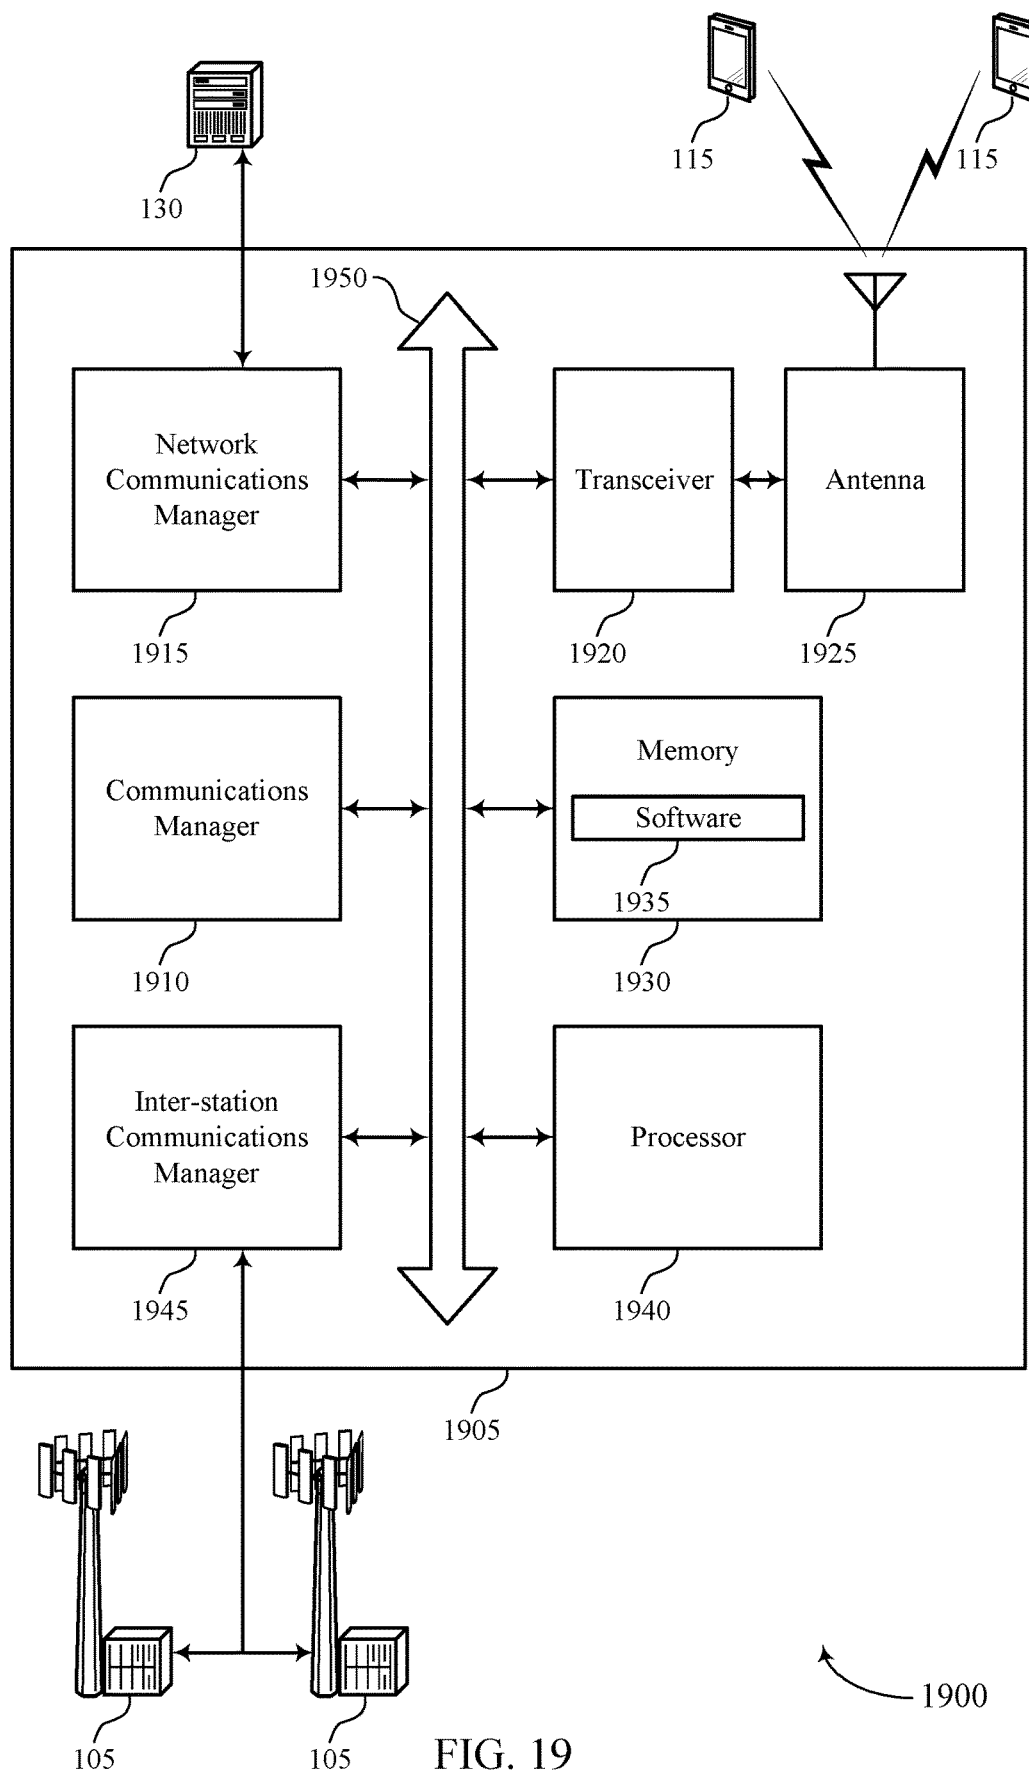 130
115
115
1950
Network
Communications
Manager
Transceiver
Antenna
1915
1920
1925
Communications
Manager
Memory
Software
1935
1910
1930
Inter-station
Communications
Manager
Processor
1945
1940
1905
105
105
1900
FIG. 19